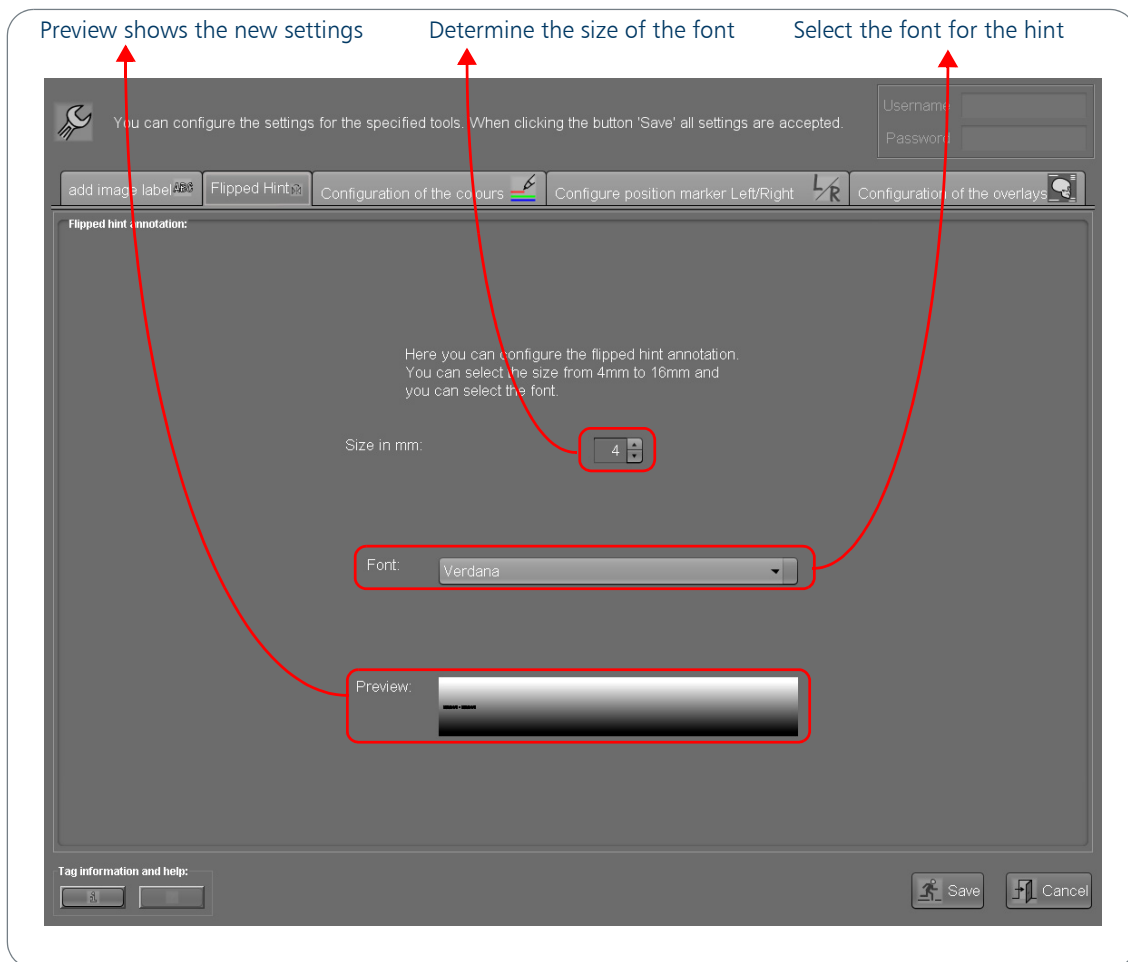 Preview shows the new settings
Determine the size of the font
Select the font for the hint
You can configure the settings for the specified tools. When clicking the button 'Save' all settings are accepted.
Username
Password
add image label ABC
Flipped Hint
Configuration of the colours
Configure position marker Left/Right L/R
Configuration of the overlays
Flipped hint annotation:
Here you can configure the flipped hint annotation.
You can select the size from 4mm to 16mm and
you can select the font.
Size in mm: 4
Font: Verdana
Preview:
Tag information and help:
i
Save
Cancel